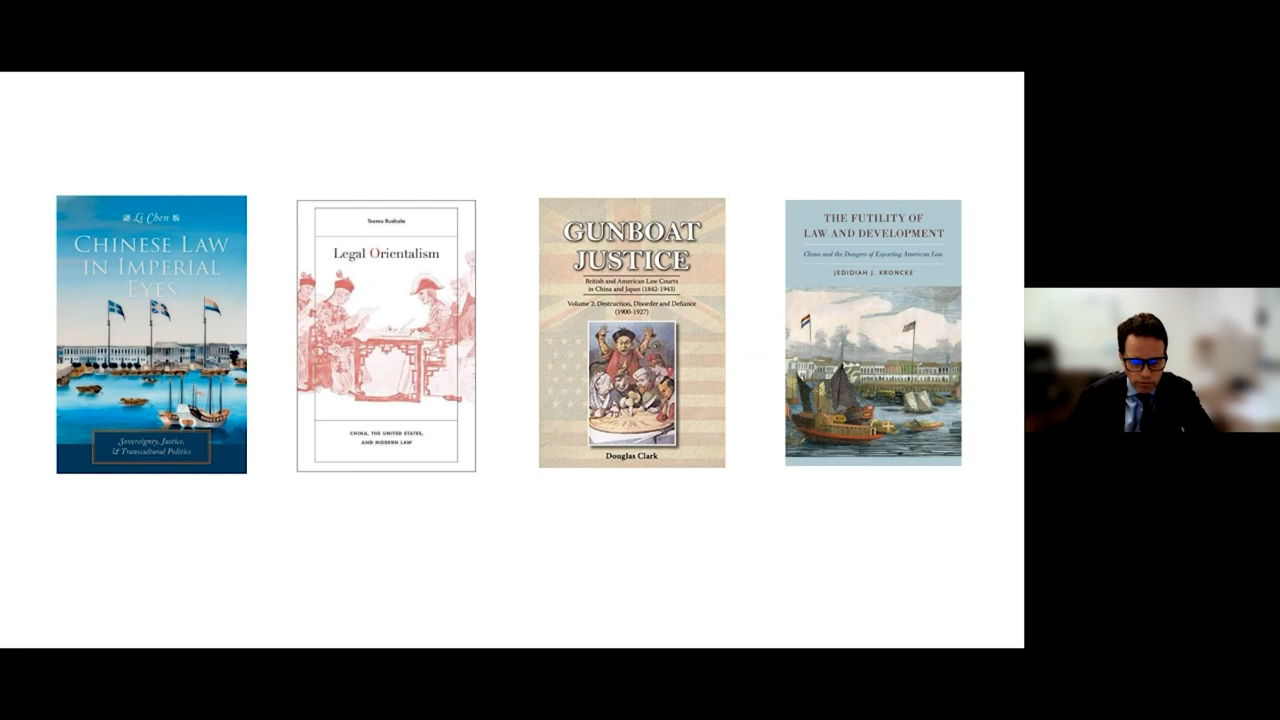 Li Chen
CHINESE LAW
IN IMPERIAL
EYES
Sovereignty, Justice,
& Transcultural Politics
Teemu Ruskola
Legal Orientalism
CHINA, THE UNITED STATES,
AND MODERN LAW
GUNBOAT
JUSTICE
British and American Law Courts
in China and Japan (1842-1943)
Volume 2: Destruction, Disorder and Defiance
(1900-1927)
Douglas Clark
THE FUTILITY OF
LAW AND DEVELOPMENT
China and the Dangers of Exporting American Law
JEDIDIAH J. KRONCKE